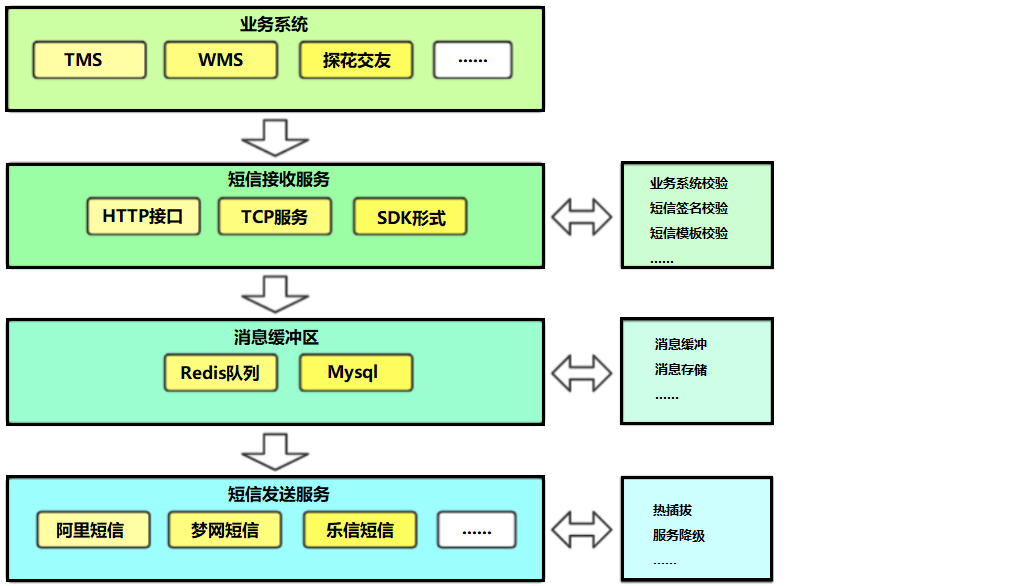 业务系统
TMS WMS 探花交友 ······
短信接收服务
HTTP接口 TCP服务 SDK形式
业务系统校验
短信签名校验
短信模板校验
······
消息缓冲区
Redis队列 Mysql
消息缓冲
消息存储
······
短信发送服务
阿里短信 梦网短信 乐信短信 ······
热插拔
服务降级
······